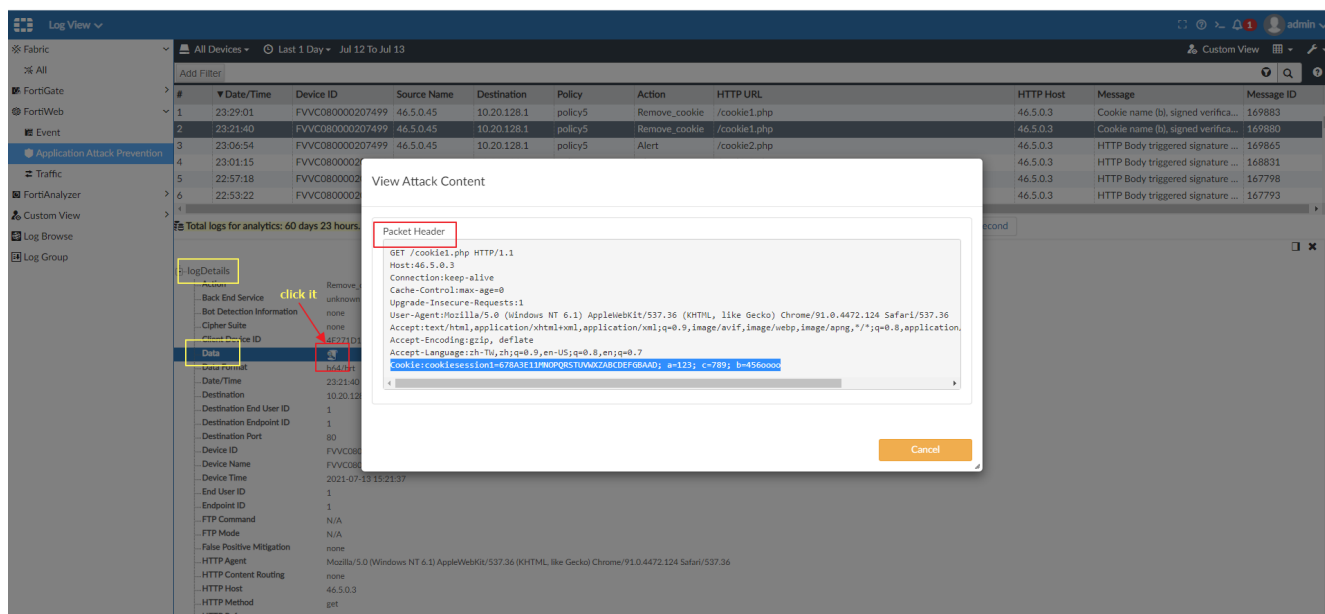 Log View
1
admin
Fabric
All
FortiGate
FortiWeb
Event
Application Attack Prevention
Traffic
FortiAnalyzer
Custom View
Log Browse
Log Group
All Devices Last 1 Day Jul 12 To Jul 13 Custom View
Add Filter
# Date/Time Device ID Source Name Destination Policy Action HTTP URL HTTP Host Message Message ID
1 23:29:01 FVVC080000207499 46.5.0.45 10.20.128.1 policy5 Remove_cookie /cookie1.php 46.5.0.3 Cookie name (b), signed verifica... 169883
2 23:21:40 FVVC080000207499 46.5.0.45 10.20.128.1 policy5 Remove_cookie /cookie1.php 46.5.0.3 Cookie name (b), signed verifica... 169880
3 23:06:54 FVVC080000207499 46.5.0.45 10.20.128.1 policy5 Alert /cookie2.php 46.5.0.3 HTTP Body triggered signature ... 169865
4 23:01:15 46.5.0.3 HTTP Body triggered signature ... 168831
5 22:57:18 46.5.0.3 HTTP Body triggered signature ... 167798
6 22:53:22 46.5.0.3 HTTP Body triggered signature ... 167793
Total logs for analytics: 60 days 23 hours.
View Attack Content
Packet Header
GET /cookie1.php HTTP/1.1
Host:46.5.0.3
Connection:keep-alive
Cache-Control:max-age=0
Upgrade-Insecure-Requests:1
User-Agent:Mozilla/5.0 (Windows NT 6.1) AppleWebKit/537.36 (KHTML, like Gecko) Chrome/91.0.4472.124 Safari/537.36
Accept:text/html,application/xhtml+xml,application/xml;q=0.9,image/avif,image/webp,image/apng,*/*;q=0.8,application
Accept-Encoding:gzip, deflate
Accept-Language:zh-TW,zh;q=0.9,en-US;q=0.8,en;q=0.7
Cookie:cookiesession1=678A3E11MNOPQRSTUVWXZABCDEFGBAAD; a=123; c=789; b=456oooo
Cancel
logDetails
click it
Action
Back End Service unknown
Bot Detection Information none
Cipher Suite none
Client Device ID
Data
Data Format b64/brt
Date/Time 23:21:40
Destination
Destination End User ID 1
Destination Endpoint ID 1
Destination Port 80
Device ID
Device Name
Device Time 2021-07-13 15:21:37
End User ID 1
Endpoint ID 1
FTP Command N/A
FTP Mode N/A
False Positive Mitigation none
HTTP Agent Mozilla/5.0 (Windows NT 6.1) AppleWebKit/537.36 (KHTML, like Gecko) Chrome/91.0.4472.124 Safari/537.36
HTTP Content Routing none
HTTP Host 46.5.0.3
HTTP Method get